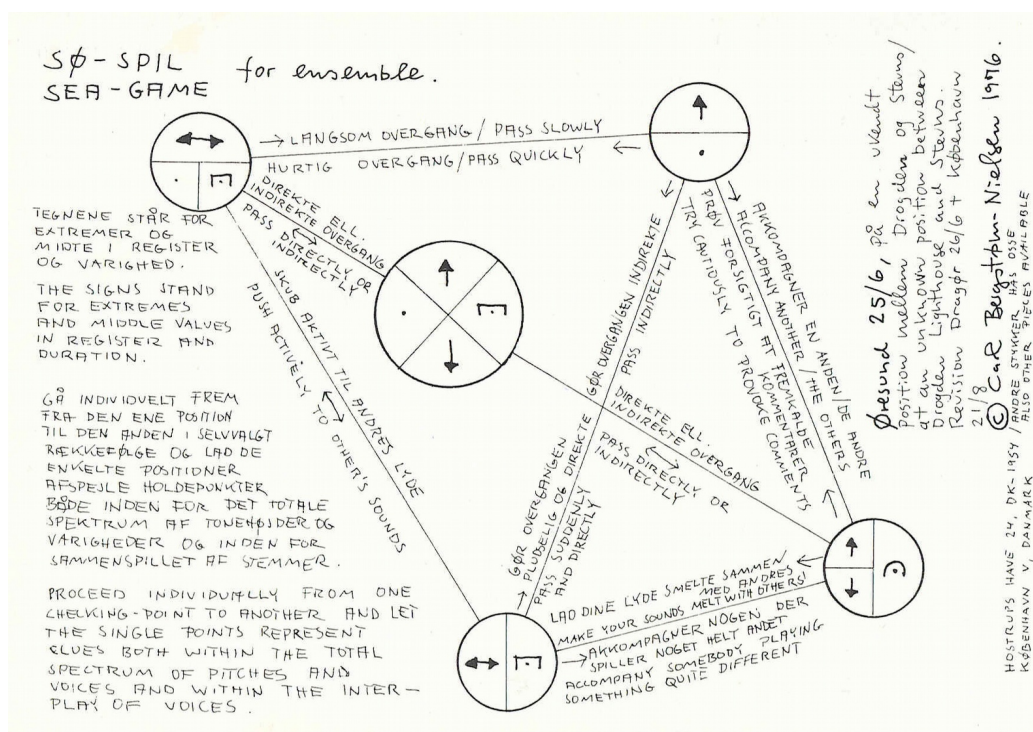 SØ-SPIL
SEA-GAME
for ensemble.
→ LANGSOM OVERGANG / PASS SLOWLY
HURTIG OVERGANG/PASS QUICKLY ←
DIREKTE ELL.
INDIREKTE OVERGANG
PASS DIRECTLY OR
INDIRECTLY
TEGNENE STÅR FOR
EXTREMER OG
MIDTE I REGISTER
OG VARIGHED.
THE SIGNS STAND
FOR EXTREMES
AND MIDDLE VALUES
IN REGISTER AND
DURATION.
GÅ INDIVIDUELT FREM
FRA DEN ENE POSITION
TIL DEN ANDEN I SELVVALGT
RÆKKEFØLGE OG LAD DE
ENKELTE POSITIONER
AFSPEJLE HOLDEPUNKTER
BÅDE INDEN FOR DET TOTALE
SPEKTRUM AF TONEHØJDER OG
VARIGHEDER OG INDEN FOR
SAMMENSPILLET AF STEMMER.
PROCEED INDIVIDUALLY FROM ONE
CHECKING-POINT TO ANOTHER AND LET
THE SINGLE POINTS REPRESENT
CLUES BOTH WITHIN THE TOTAL
SPECTRUM OF PITCHES AND
VOICES AND WITHIN THE INTER-
PLAY OF VOICES.
SKUB AKTIVT TIL ANDRES LYDE
PUSH ACTIVELY TO OTHER'S SOUNDS
GØR OVERGANGEN INDIREKTE
PASS INDIRECTLY
GØR OVERGANGEN
PLUDSELIG OG DIREKTE
PASS SUDDENLY
AND DIRECTLY
AKKOMPAGNER EN ANDEN/DE ANDRE
ACCOMPANY ANOTHER/THE OTHERS
PRØV FORSIGTIGT AT FREMKALDE
KOMMENTARER
TRY CAUTIOUSLY TO PROVOKE COMMENTS
DIREKTE ELL.
INDIREKTE OVERGANG
PASS DIRECTLY OR
INDIRECTLY
LAD DINE LYDE SMELTE SAMMEN
MED ANDRES
MAKE YOUR SOUNDS MELT WITH OTHERS!
→ AKKOMPAGNER NOGEN DER
SPILLER NOGET HELT ANDET
ACCOMPANY SOMEBODY PLAYING
SOMETHING QUITE DIFFERENT
Øresund 25/6, på en ukendt
Position mellem Drogden og Stevns/
at an unknown position between
Drogden Lighthouse and Stevns.
Revision Dragør 26/6 + København
21/8
© Carl Bergstrøm-Nielsen 1976.
HOSTRUPS HAVE 24, DK-1954 / ANDRE STYKKER HAS OSSE
KØBENHAVN V, DANMARK / ALSO OTHER PIECES AVAILABLE